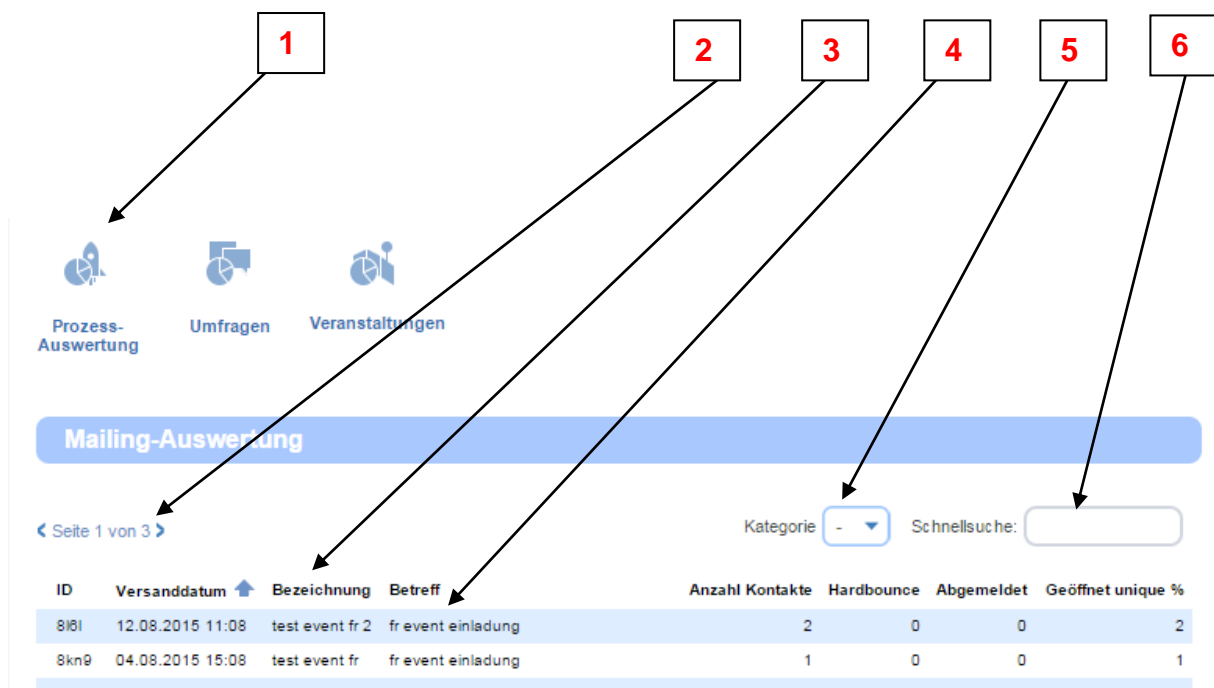 1 2 3 4 5 6
Prozess-
Auswertung
Umfragen
Veranstaltungen
Mailing-Auswertung
Seite 1 von 3 Kategorie - Schnellsuche:
ID Versanddatum Bezeichnung Betreff Anzahl Kontakte Hardbounce Abgemeldet Geöffnet unique %
8l6l 12.08.2015 11:08 test event fr 2 fr event einladung 2 0 0 2
8kn9 04.08.2015 15:08 test event fr fr event einladung 1 0 0 1